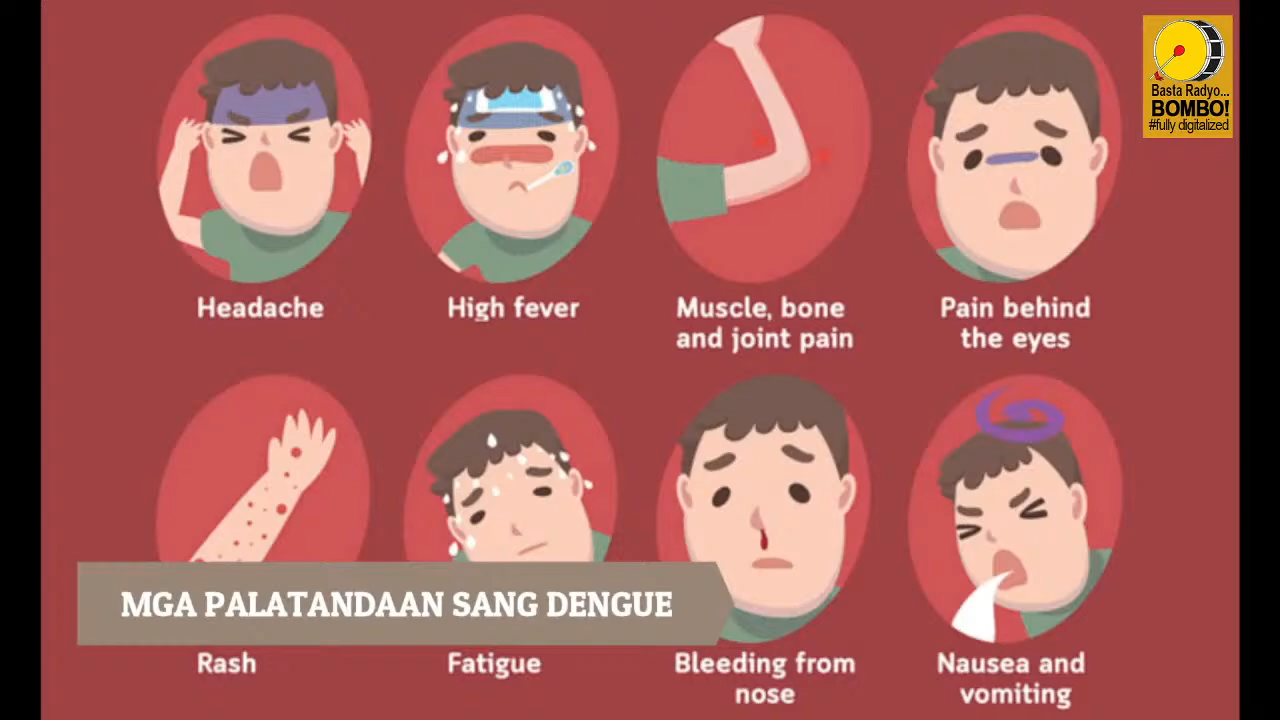 Basta Radyo...
BOMBO!
#fully digitalized
Headache
High fever
Muscle, bone
and joint pain
Pain behind
the eyes
MGA PALATANDAAN SANG DENGUE
Rash
Fatigue
Bleeding from
nose
Nausea and
vomiting